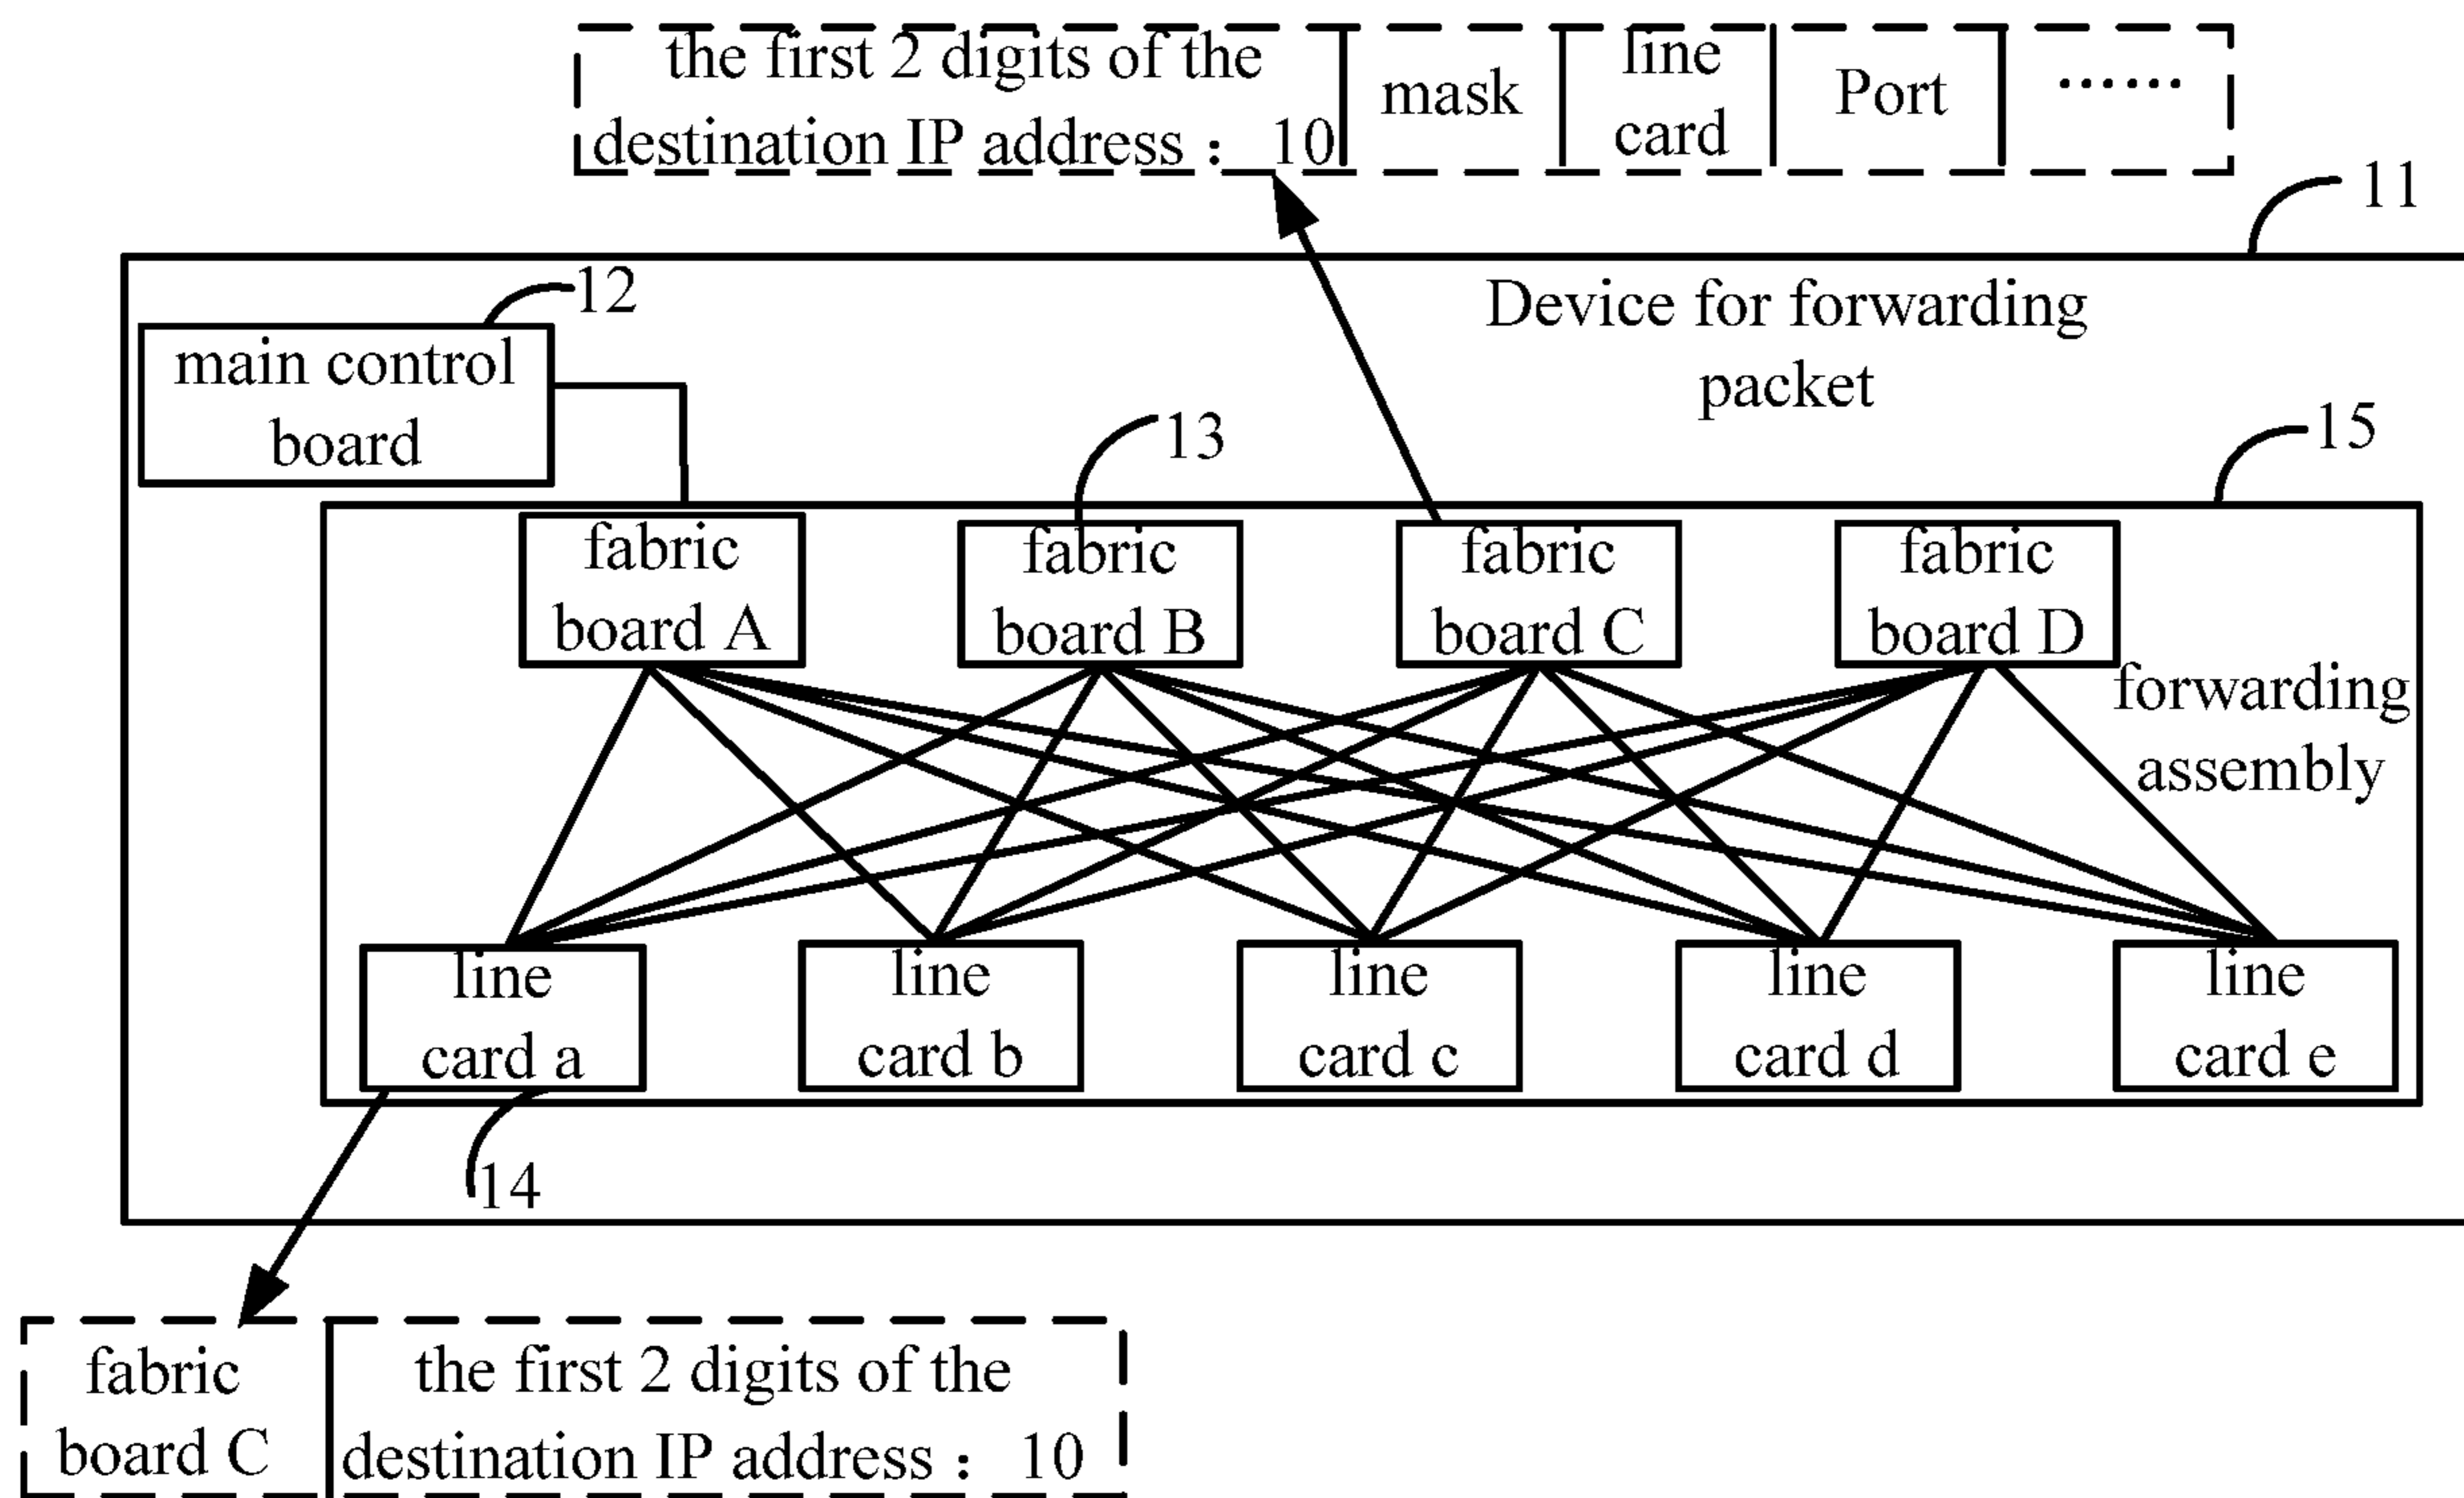 the first 2 digits of the
destination IP address： 10
mask
line
card
Port
······
11
12
Device for forwarding
packet
main control
board
13
15
fabric
board A
fabric
board B
fabric
board C
fabric
board D
forwarding
assembly
line
card a
line
card b
line
card c
line
card d
line
card e
14
fabric
board C
the first 2 digits of the
destination IP address： 10